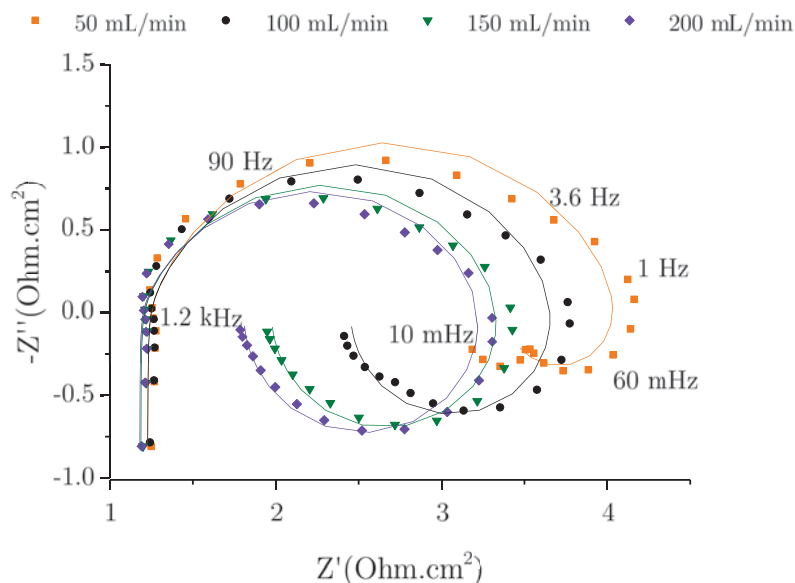 50 mL/min 100 mL/min 150 mL/min 200 mL/min
1.5
1.0
0.5
0.0
-0.5
-1.0
-Z''(Ohm.cm²)
90 Hz
3.6 Hz
1 Hz
1.2 kHz
10 mHz
60 mHz
1 2 3 4
Z'(Ohm.cm²)